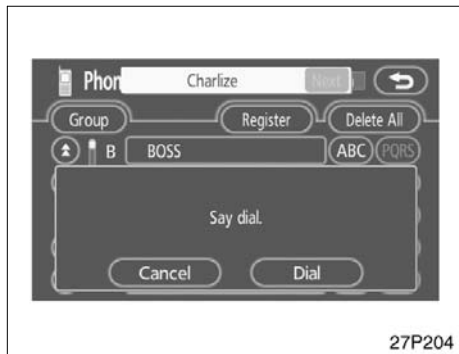 Phon Charlize Next
Group Register Delete All
B BOSS ABC PQRS
Say dial.
Cancel Dial
27P204